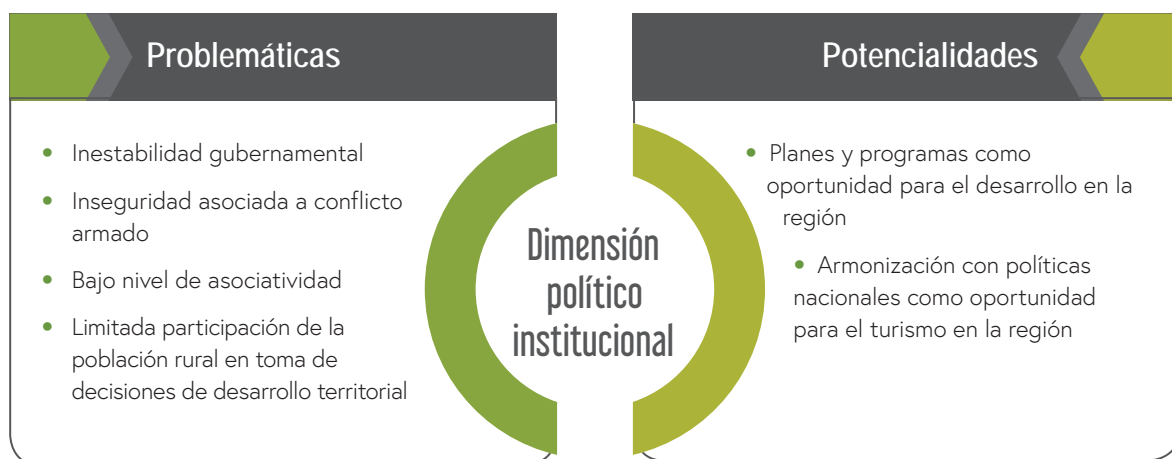 Problemáticas
• Inestabilidad gubernamental
• Inseguridad asociada a conflicto
armado
• Bajo nivel de asociatividad
• Limitada participación de la
población rural en toma de
decisiones de desarrollo territorial
Dimensión
político
institucional
Potencialidades
• Planes y programas como
oportunidad para el desarrollo en la
región
• Armonización con políticas
nacionales como oportunidad
para el turismo en la región